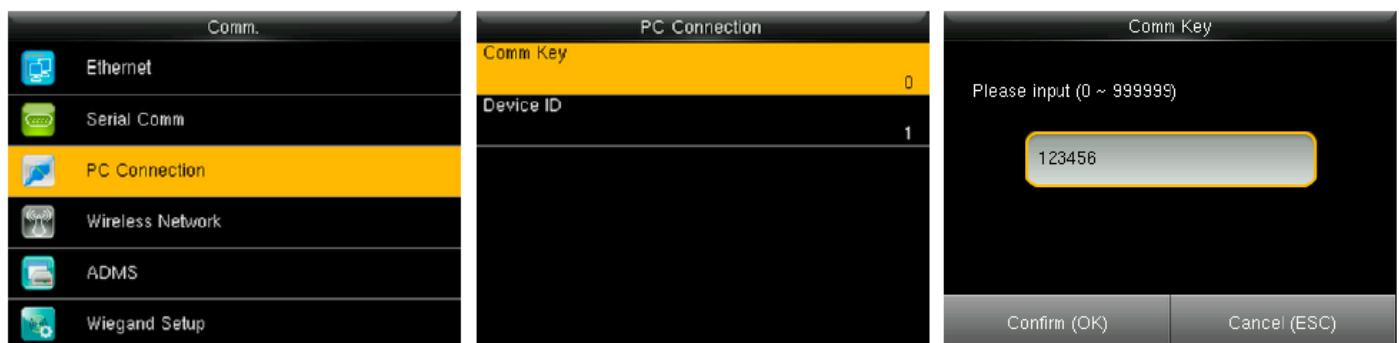 Comm.
Ethernet
Serial Comm
PC Connection
Wireless Network
ADMS
Wiegand Setup
PC Connection
Comm Key
0
Device ID
1
Comm Key
Please input (0 ~ 999999)
123456
Confirm (OK)
Cancel (ESC)